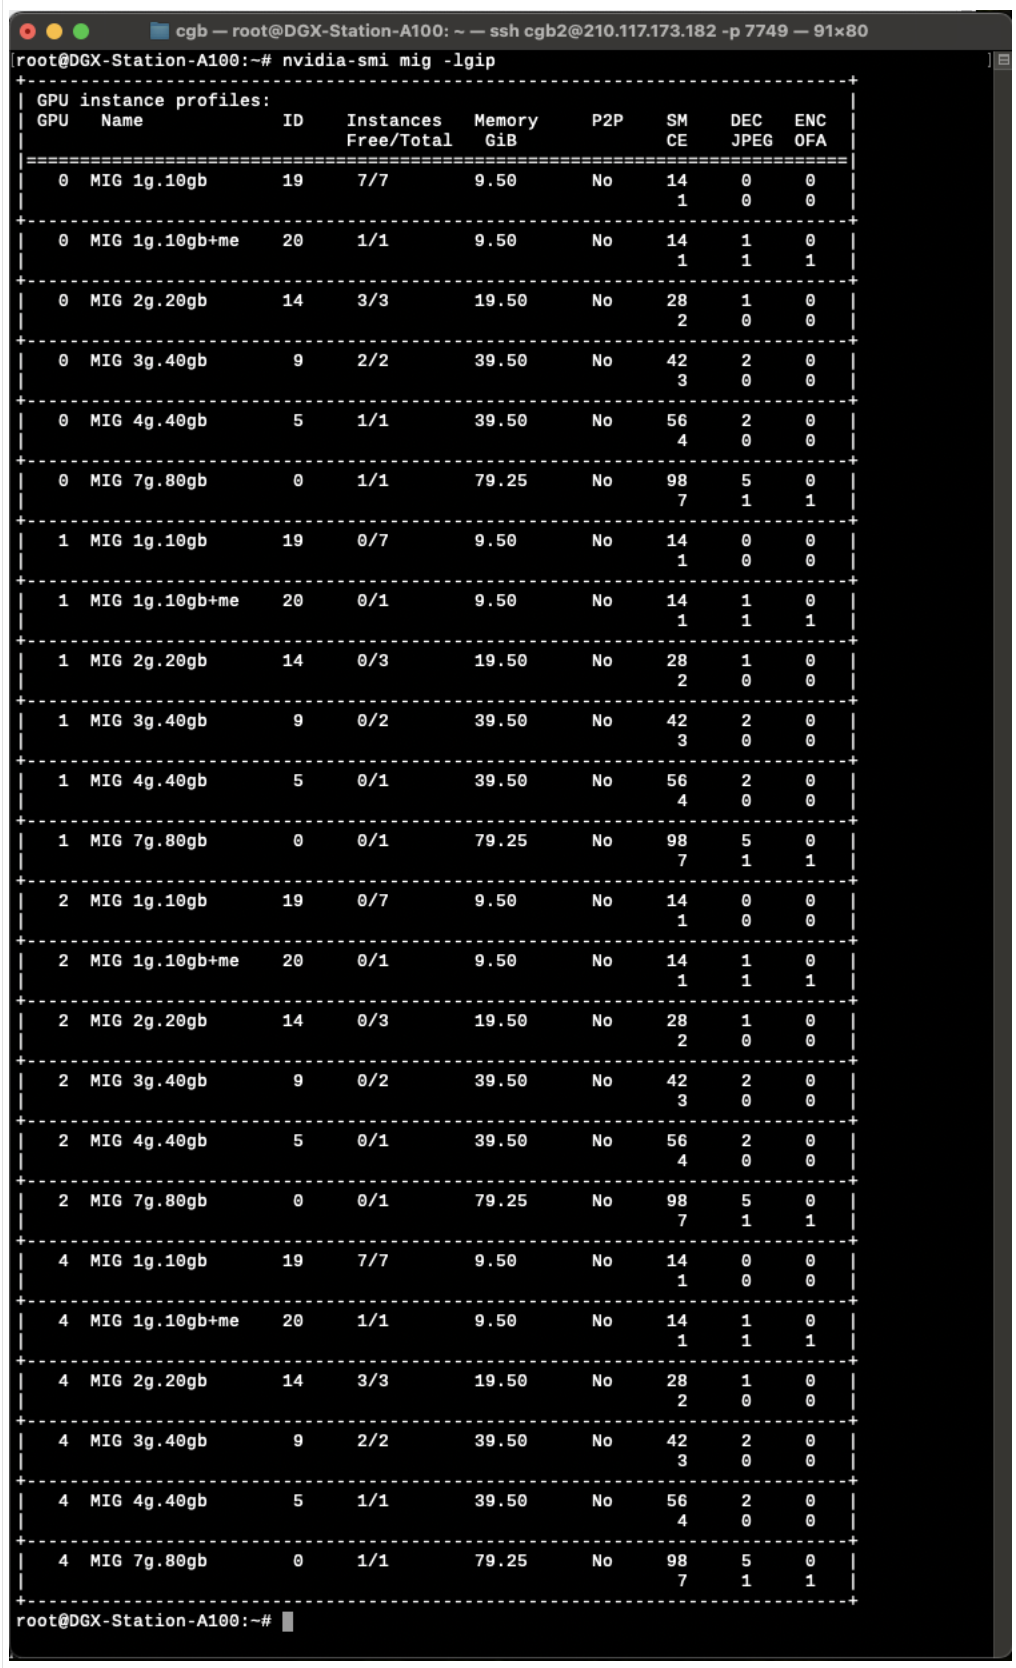 cgb — root@DGX-Station-A100: ~ — ssh cgb2@210.117.173.182 -p 7749 — 91×80
[root@DGX-Station-A100:~# nvidia-smi mig -lgip ]
+-----------------------------------------------------------------------------+
| GPU instance profiles: |
| GPU Name ID Instances Memory P2P SM DEC ENC |
| Free/Total GiB CE JPEG OFA |
|=============================================================================|
| 0 MIG 1g.10gb 19 7/7 9.50 No 14 0 0 |
| 1 0 0 |
+-----------------------------------------------------------------------------+
| 0 MIG 1g.10gb+me 20 1/1 9.50 No 14 1 0 |
| 1 1 1 |
+-----------------------------------------------------------------------------+
| 0 MIG 2g.20gb 14 3/3 19.50 No 28 1 0 |
| 2 0 0 |
+-----------------------------------------------------------------------------+
| 0 MIG 3g.40gb 9 2/2 39.50 No 42 2 0 |
| 3 0 0 |
+-----------------------------------------------------------------------------+
| 0 MIG 4g.40gb 5 1/1 39.50 No 56 2 0 |
| 4 0 0 |
+-----------------------------------------------------------------------------+
| 0 MIG 7g.80gb 0 1/1 79.25 No 98 5 0 |
| 7 1 1 |
+-----------------------------------------------------------------------------+
| 1 MIG 1g.10gb 19 0/7 9.50 No 14 0 0 |
| 1 0 0 |
+-----------------------------------------------------------------------------+
| 1 MIG 1g.10gb+me 20 0/1 9.50 No 14 1 0 |
| 1 1 1 |
+-----------------------------------------------------------------------------+
| 1 MIG 2g.20gb 14 0/3 19.50 No 28 1 0 |
| 2 0 0 |
+-----------------------------------------------------------------------------+
| 1 MIG 3g.40gb 9 0/2 39.50 No 42 2 0 |
| 3 0 0 |
+-----------------------------------------------------------------------------+
| 1 MIG 4g.40gb 5 0/1 39.50 No 56 2 0 |
| 4 0 0 |
+-----------------------------------------------------------------------------+
| 1 MIG 7g.80gb 0 0/1 79.25 No 98 5 0 |
| 7 1 1 |
+-----------------------------------------------------------------------------+
| 2 MIG 1g.10gb 19 0/7 9.50 No 14 0 0 |
| 1 0 0 |
+-----------------------------------------------------------------------------+
| 2 MIG 1g.10gb+me 20 0/1 9.50 No 14 1 0 |
| 1 1 1 |
+-----------------------------------------------------------------------------+
| 2 MIG 2g.20gb 14 0/3 19.50 No 28 1 0 |
| 2 0 0 |
+-----------------------------------------------------------------------------+
| 2 MIG 3g.40gb 9 0/2 39.50 No 42 2 0 |
| 3 0 0 |
+-----------------------------------------------------------------------------+
| 2 MIG 4g.40gb 5 0/1 39.50 No 56 2 0 |
| 4 0 0 |
+-----------------------------------------------------------------------------+
| 2 MIG 7g.80gb 0 0/1 79.25 No 98 5 0 |
| 7 1 1 |
+-----------------------------------------------------------------------------+
| 4 MIG 1g.10gb 19 7/7 9.50 No 14 0 0 |
| 1 0 0 |
+-----------------------------------------------------------------------------+
| 4 MIG 1g.10gb+me 20 1/1 9.50 No 14 1 0 |
| 1 1 1 |
+-----------------------------------------------------------------------------+
| 4 MIG 2g.20gb 14 3/3 19.50 No 28 1 0 |
| 2 0 0 |
+-----------------------------------------------------------------------------+
| 4 MIG 3g.40gb 9 2/2 39.50 No 42 2 0 |
| 3 0 0 |
+-----------------------------------------------------------------------------+
| 4 MIG 4g.40gb 5 1/1 39.50 No 56 2 0 |
| 4 0 0 |
+-----------------------------------------------------------------------------+
| 4 MIG 7g.80gb 0 1/1 79.25 No 98 5 0 |
| 7 1 1 |
+-----------------------------------------------------------------------------+
root@DGX-Station-A100:~#